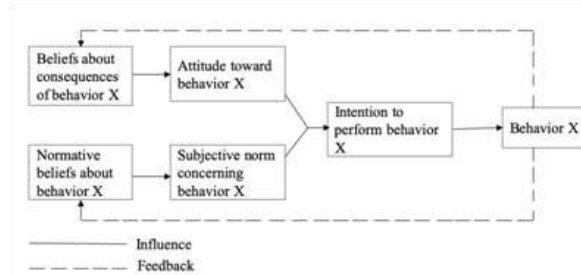 Beliefs about
consequences
of behavior X
Attitude toward
behavior X
Intention to
perform behavior
X
Behavior X
Normative
beliefs about
behavior X
Subjective norm
concerning
behavior X
Influence
Feedback